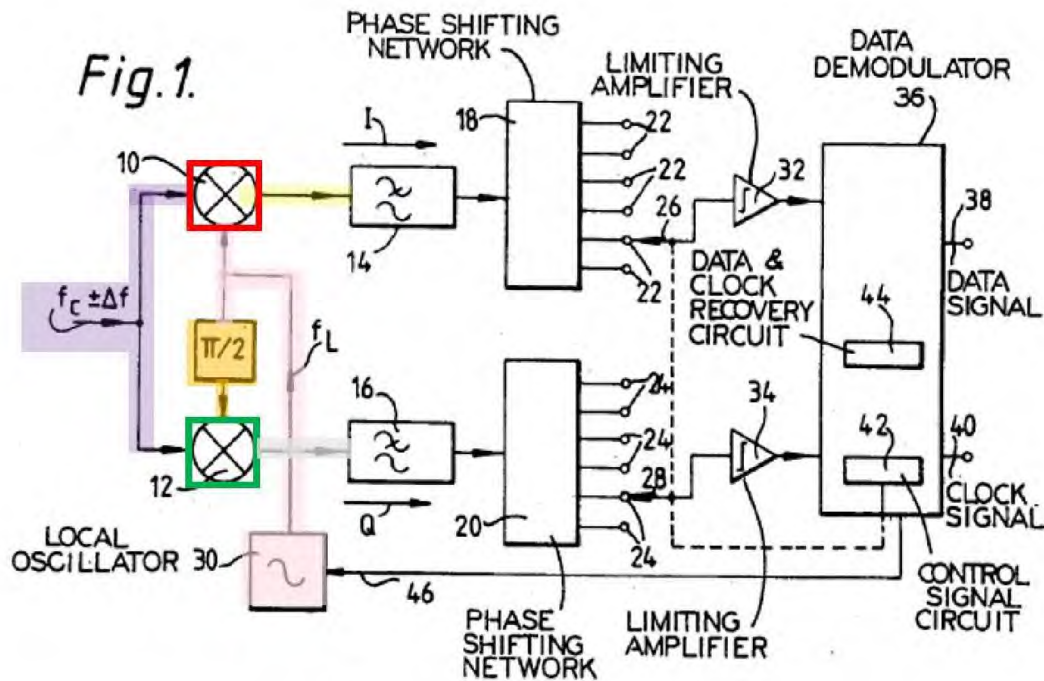 Fig.1.
PHASE SHIFTING
NETWORK
LIMITING
AMPLIFIER
DATA
DEMODULATOR
36
10
I
18
22
22
32
38
14
26
22
DATA &
CLOCK
RECOVERY
CIRCUIT
44
DATA
SIGNAL
fc ±Δf
π/2
fL
16
24
24
34
42
40
12
Q
20
28
24
CLOCK
SIGNAL
LOCAL
OSCILLATOR
30
46
PHASE
SHIFTING
NETWORK
LIMITING
AMPLIFIER
CONTROL
SIGNAL
CIRCUIT